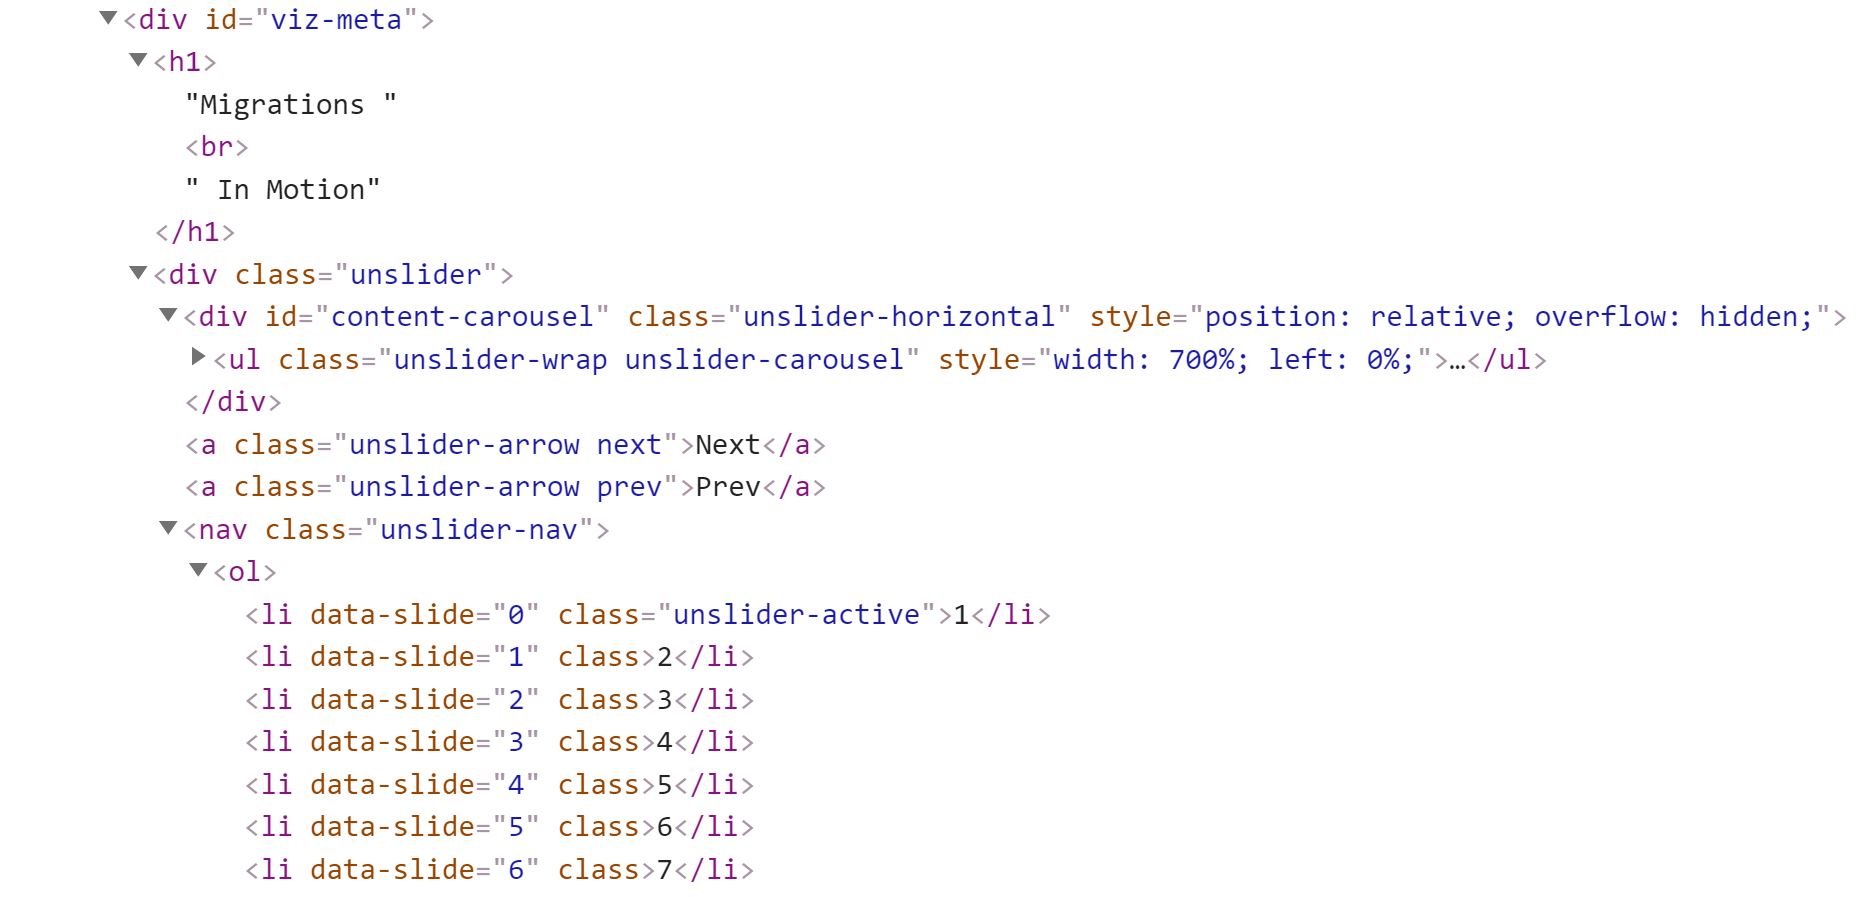 <div id="viz-meta">
<h1>
"Migrations "
<br>
" In Motion"
</h1>
<div class="unslider">
<div id="content-carousel" class="unslider-horizontal" style="position: relative; overflow: hidden;">
<ul class="unslider-wrap unslider-carousel" style="width: 700%; left: 0%;">…</ul>
</div>
<a class="unslider-arrow next">Next</a>
<a class="unslider-arrow prev">Prev</a>
<nav class="unslider-nav">
<ol>
<li data-slide="0" class="unslider-active">1</li>
<li data-slide="1" class>2</li>
<li data-slide="2" class>3</li>
<li data-slide="3" class>4</li>
<li data-slide="4" class>5</li>
<li data-slide="5" class>6</li>
<li data-slide="6" class>7</li>